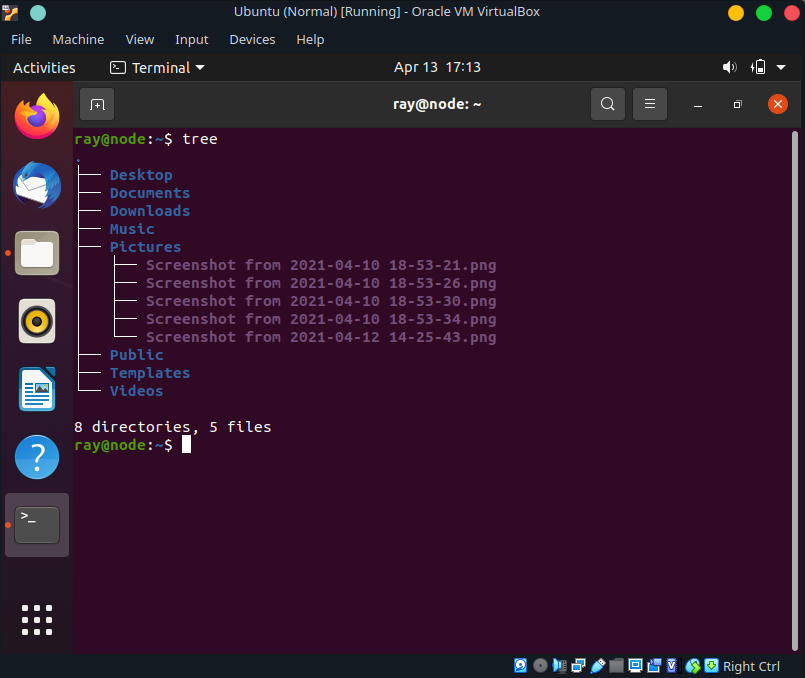 Ubuntu (Normal) [Running] - Oracle VM VirtualBox
File Machine View Input Devices Help
Activities Terminal Apr 13 17:13
ray@node: ~
ray@node:~$ tree
.
├── Desktop
├── Documents
├── Downloads
├── Music
├── Pictures
│   ├── Screenshot from 2021-04-10 18-53-21.png
│   ├── Screenshot from 2021-04-10 18-53-26.png
│   ├── Screenshot from 2021-04-10 18-53-30.png
│   ├── Screenshot from 2021-04-10 18-53-34.png
│   └── Screenshot from 2021-04-12 14-25-43.png
├── Public
├── Templates
└── Videos
8 directories, 5 files
ray@node:~$
Right Ctrl